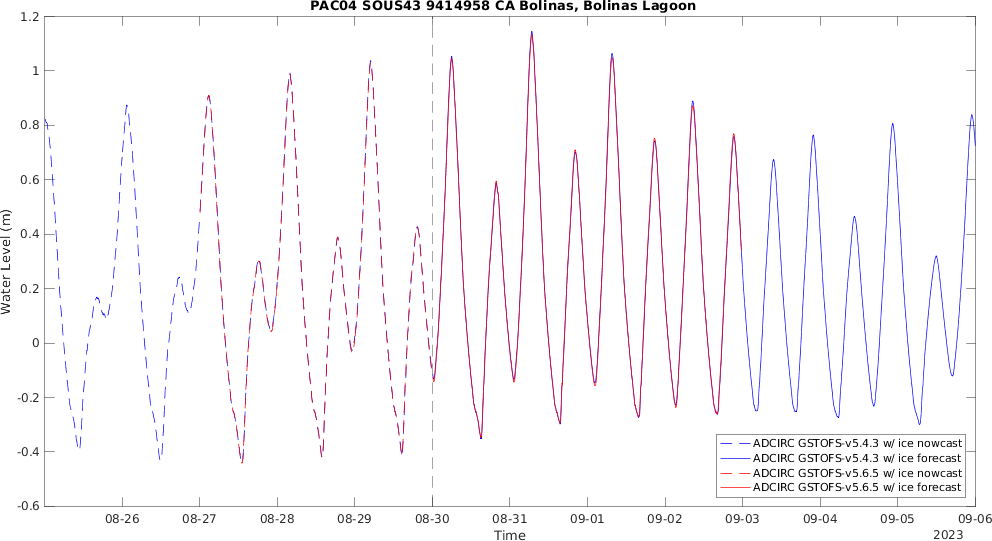 PAC04 SOUS43 9414958 CA Bolinas, Bolinas Lagoon
1.2
1
0.8
0.6
0.4
0.2
0
-0.2
-0.4
-0.6
Water Level (m)
08-26 08-27 08-28 08-29 08-30 08-31 09-01 09-02 09-03 09-04 09-05 09-06
Time
2023
ADCIRC GSTOFS-v5.4.3 w/ ice nowcast
ADCIRC GSTOFS-v5.4.3 w/ ice forecast
ADCIRC GSTOFS-v5.6.5 w/ ice nowcast
ADCIRC GSTOFS-v5.6.5 w/ ice forecast